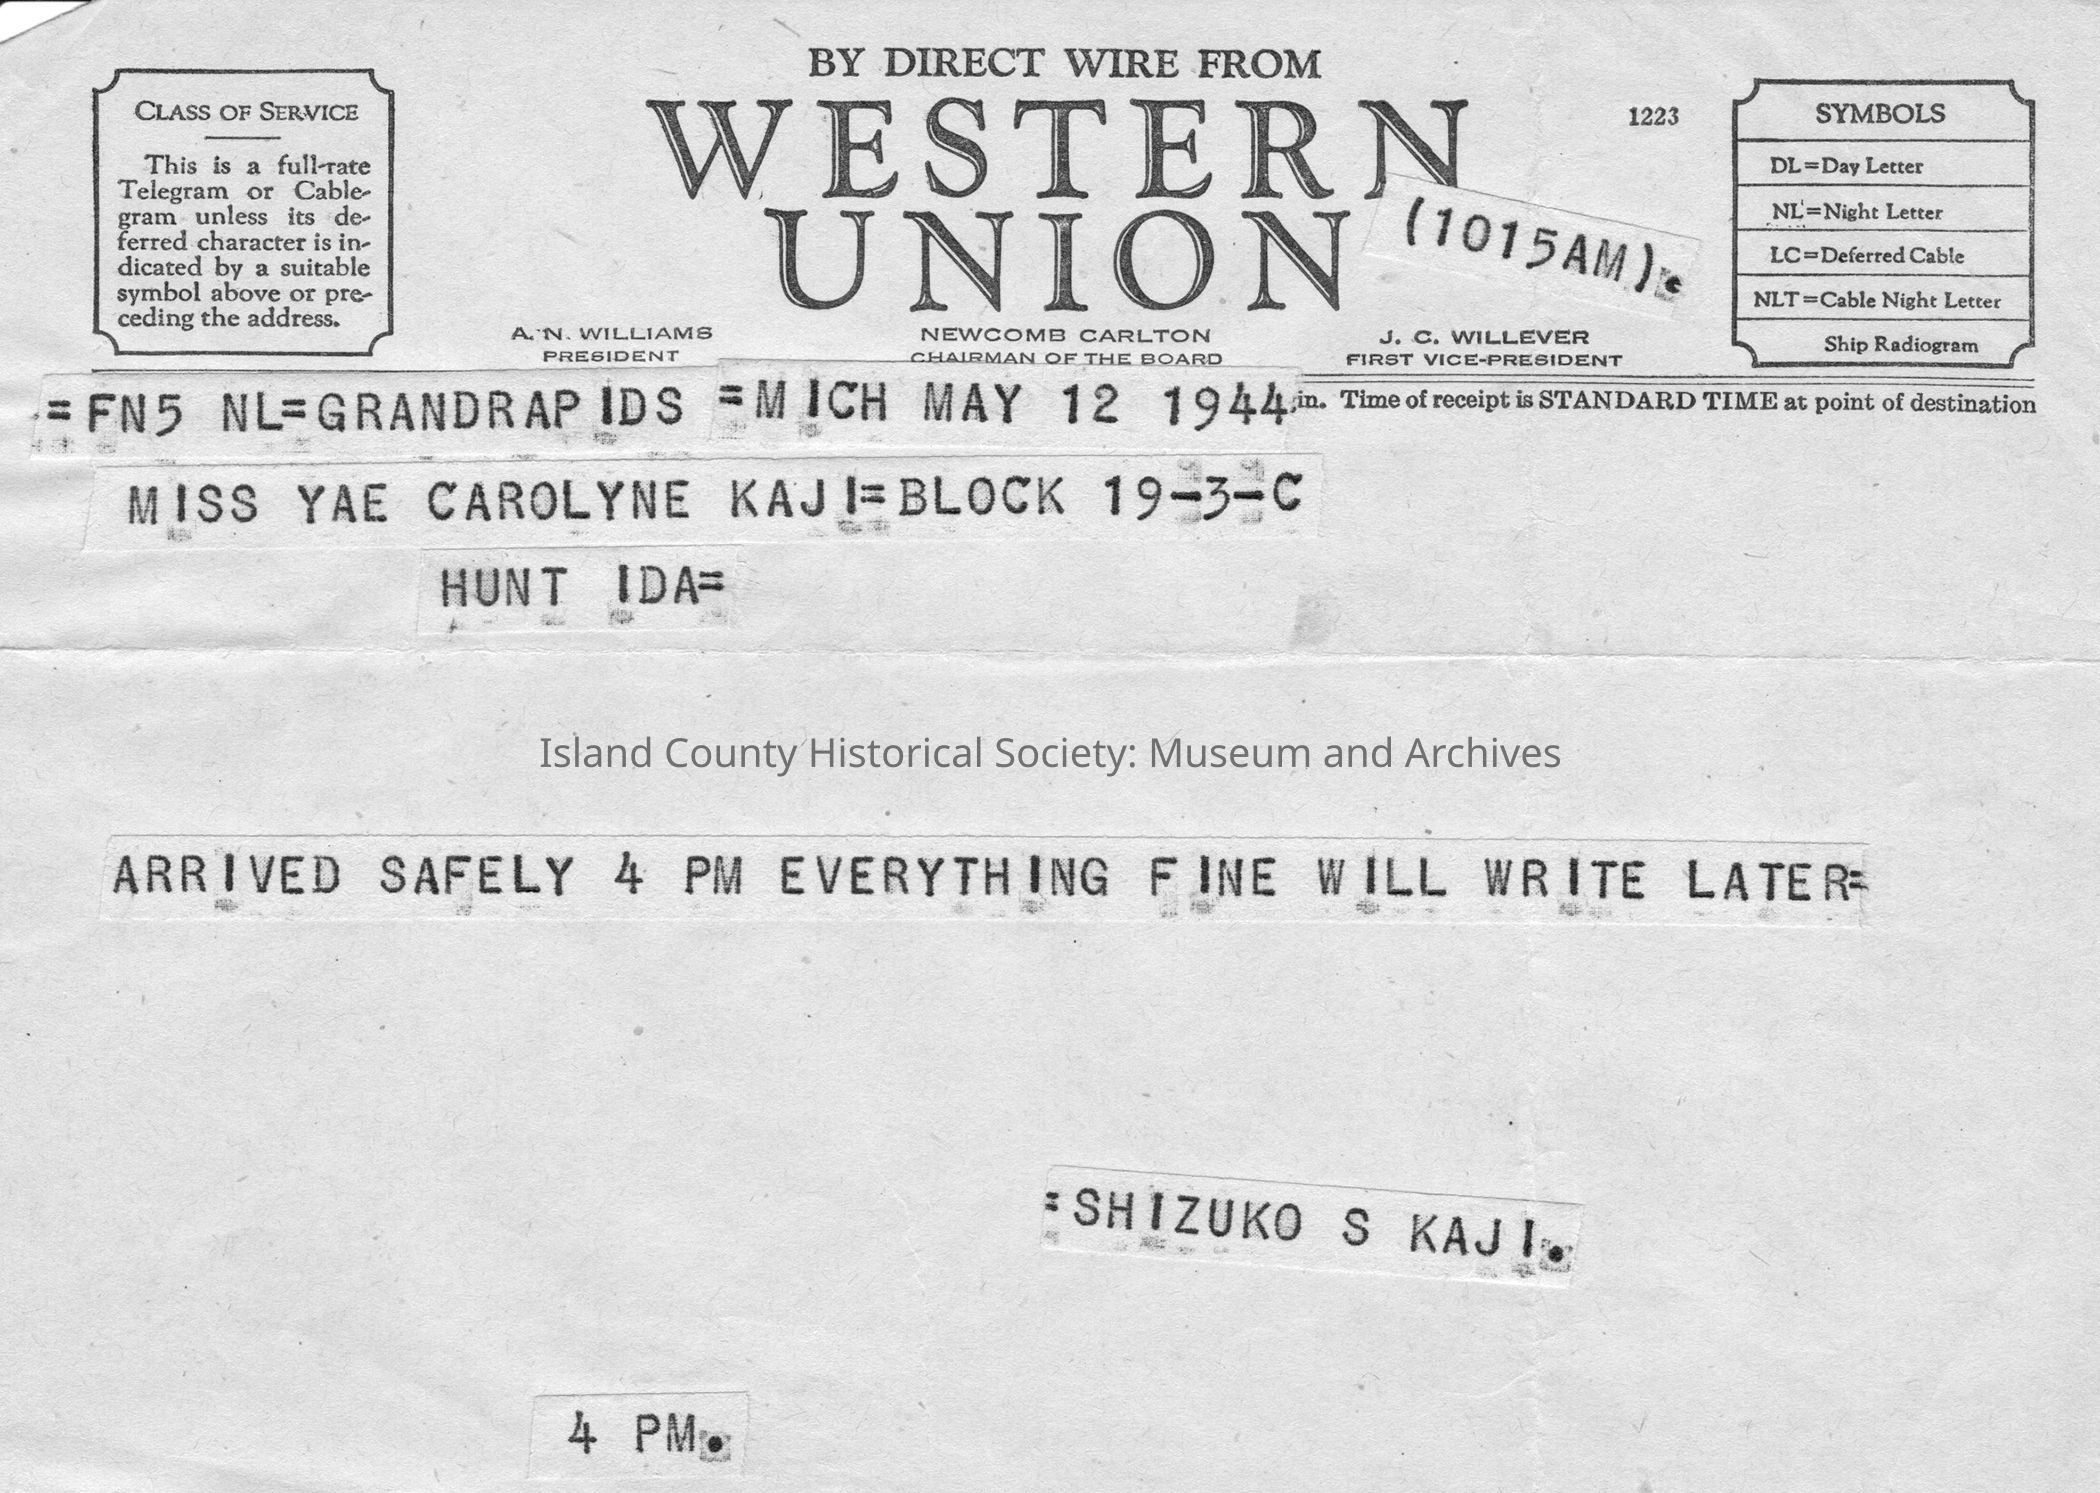 BY DIRECT WIRE FROM
WESTERN
UNION
1223
(1015AM).
CLASS OF SERVICE
This is a full-rate
Telegram or Cable-
gram unless its de-
ferred character is in-
dicated by a suitable
symbol above or pre-
ceding the address.
SYMBOLS
DL=Day Letter
NL=Night Letter
LC=Deferred Cable
NLT=Cable Night Letter
Ship Radiogram
A. N. WILLIAMS
PRESIDENT
NEWCOMB CARLTON
CHAIRMAN OF THE BOARD
J. C. WILLEVER
FIRST VICE-PRESIDENT
=FN5 NL=GRANDRAPIDS =MICH MAY 12 1944
in. Time of receipt is STANDARD TIME at point of destination
MISS YAE CAROLYNE KAJI=BLOCK 19-3-C
HUNT IDA=
Island County Historical Society: Museum and Archives
ARRIVED SAFELY 4 PM EVERYTHING FINE WILL WRITE LATER=
=SHIZUKO S KAJI.
4 PM.